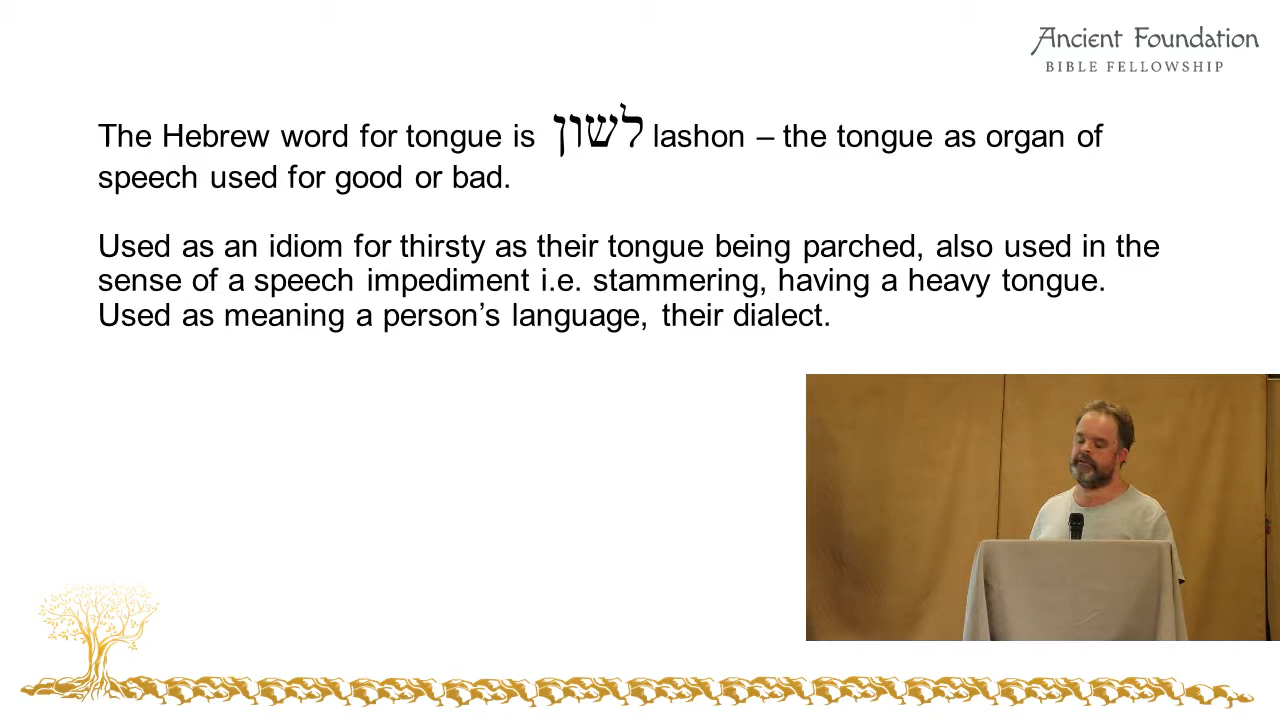 Ancient Foundation
BIBLE FELLOWSHIP
The Hebrew word for tongue is לשון lashon – the tongue as organ of
speech used for good or bad.
Used as an idiom for thirsty as their tongue being parched, also used in the
sense of a speech impediment i.e. stammering, having a heavy tongue.
Used as meaning a person’s language, their dialect.